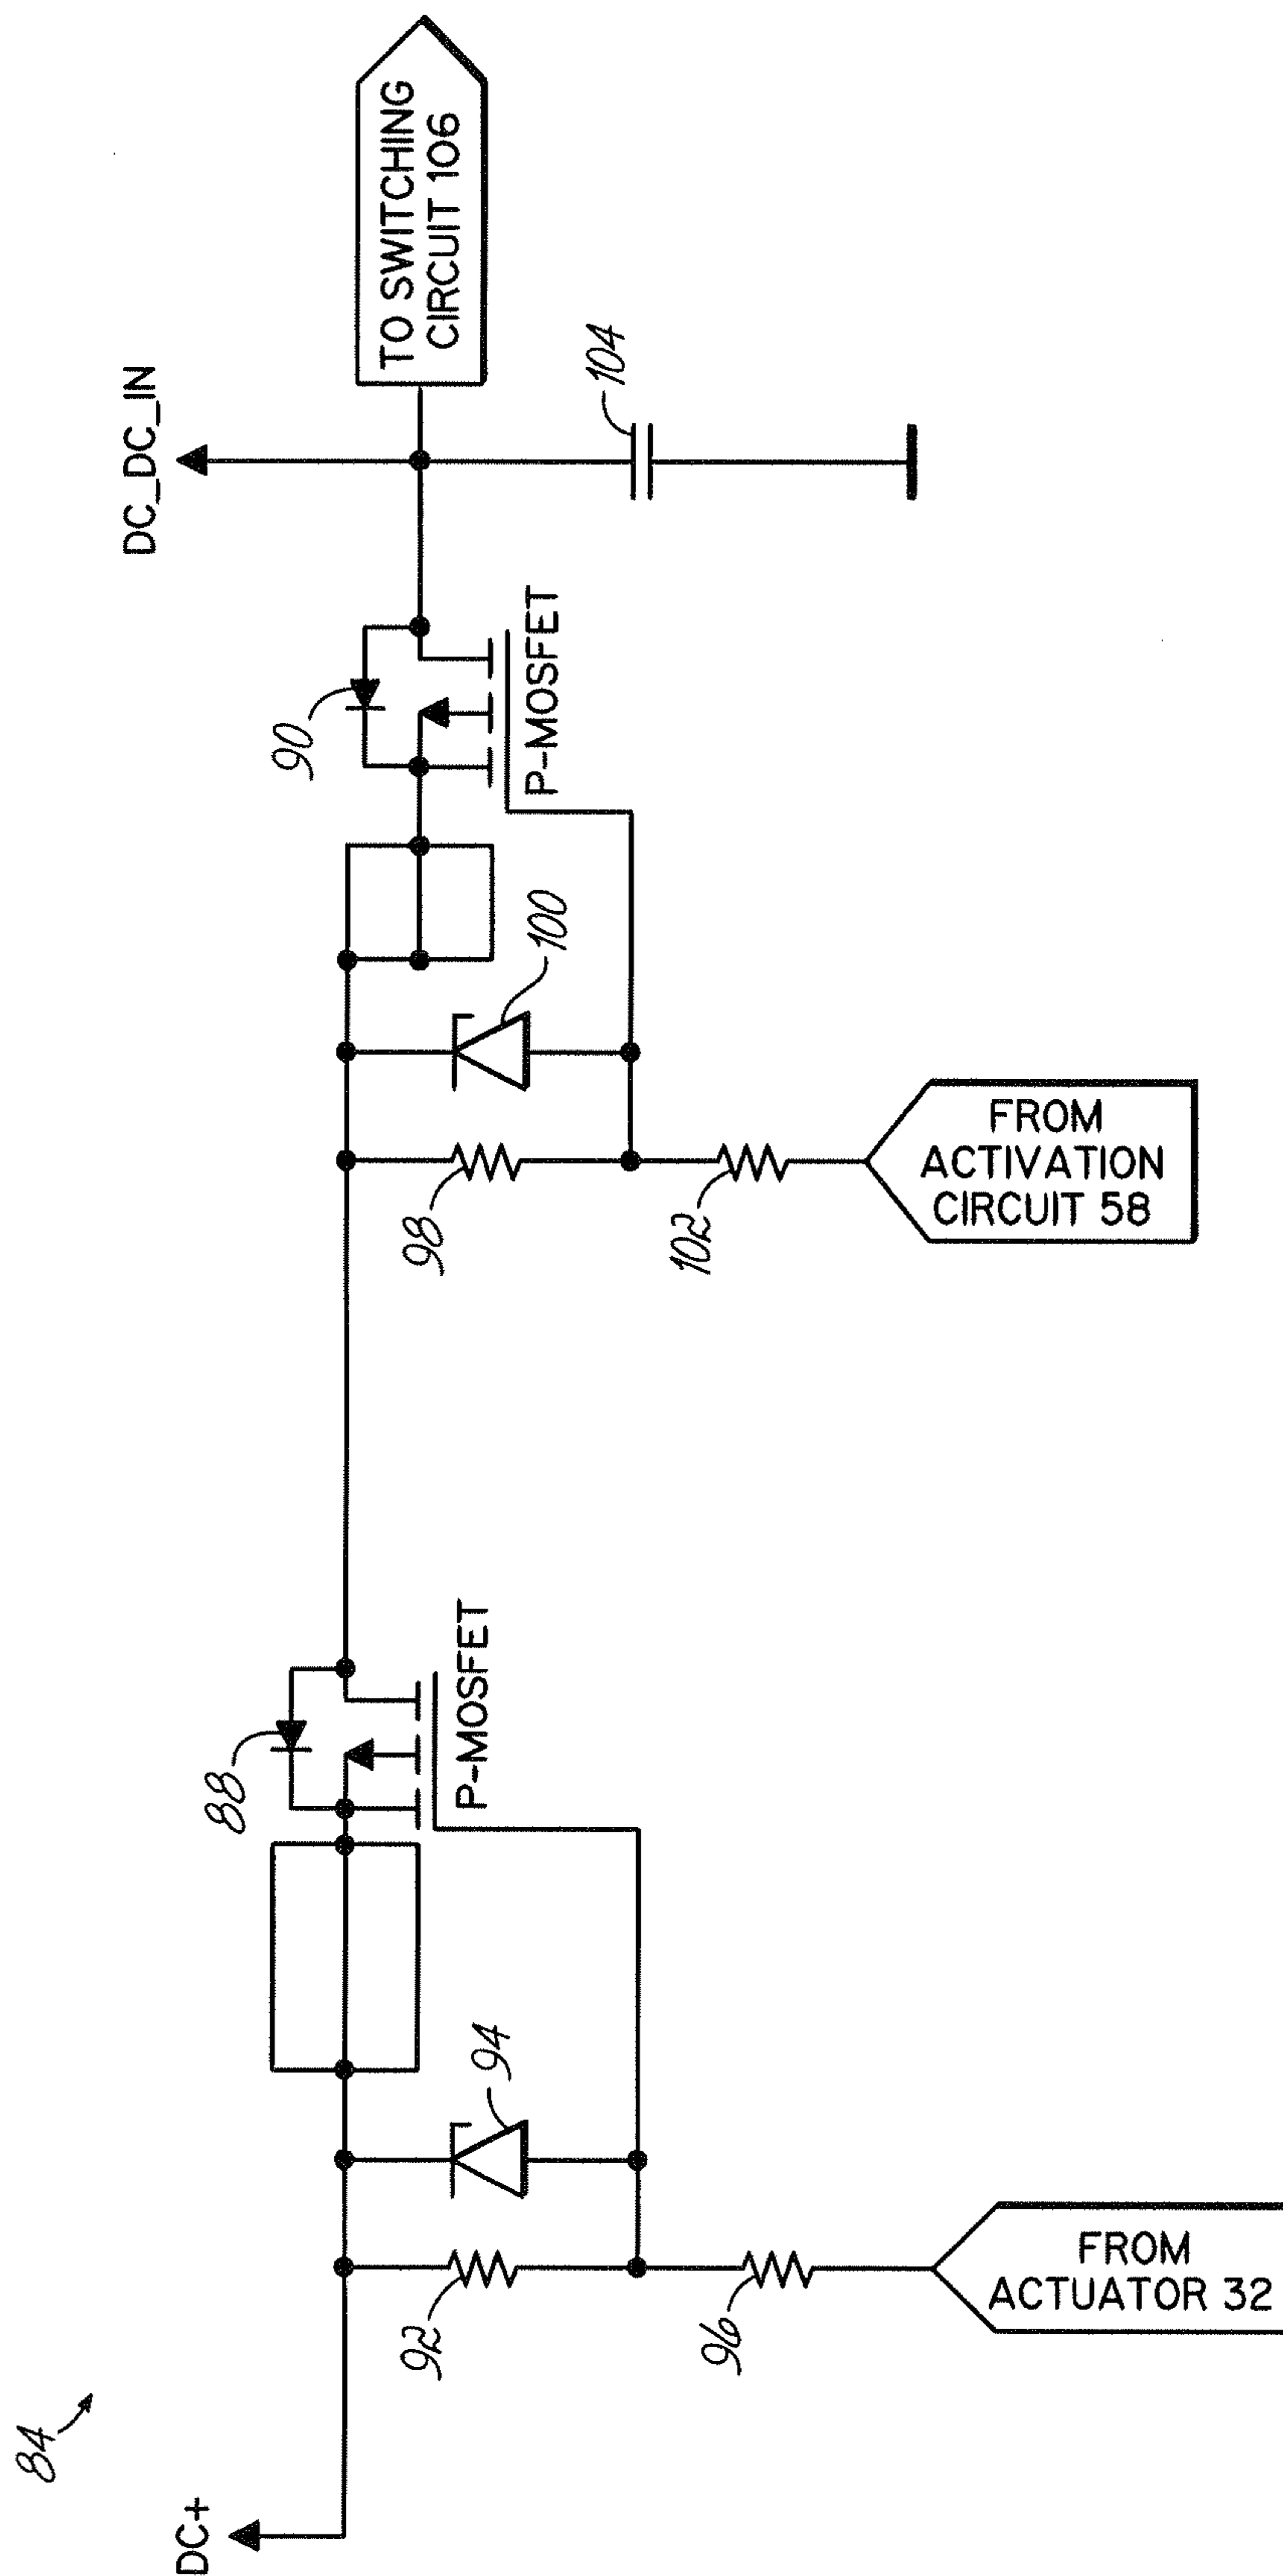 84
DC+
92
94
96
FROM
ACTUATOR 32
88
P-MOSFET
98
100
102
FROM
ACTIVATION
CIRCUIT 58
90
P-MOSFET
DC_DC_IN
104
TO SWITCHING
CIRCUIT 106